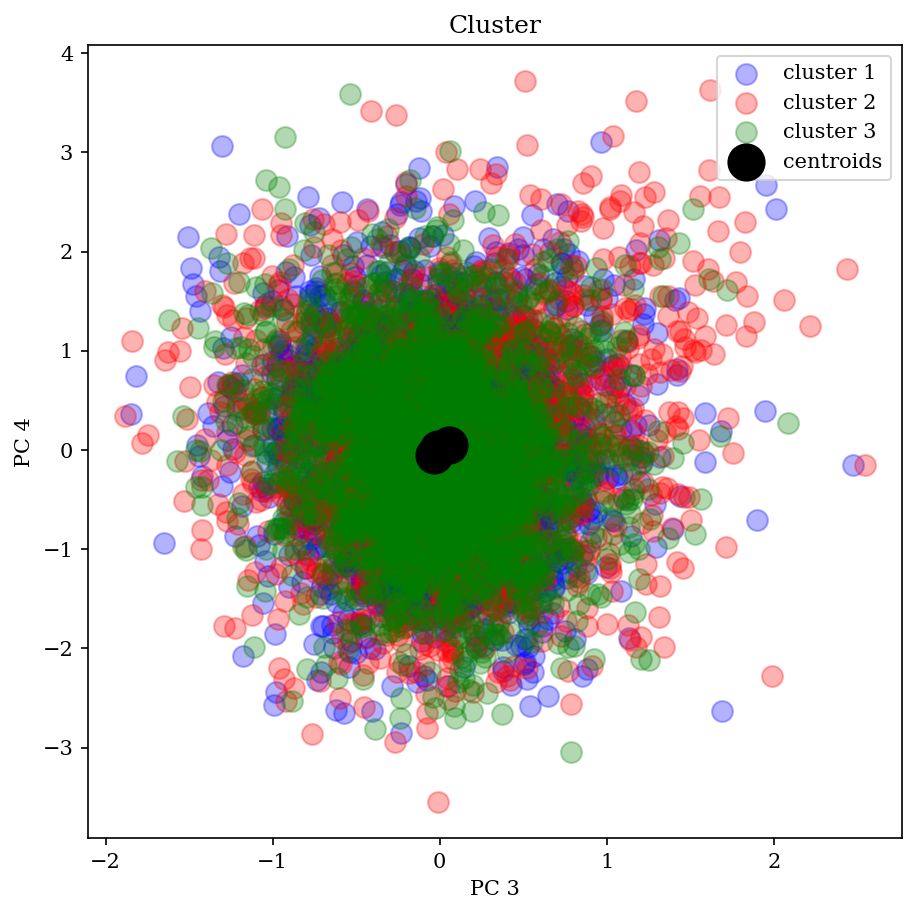 Cluster
cluster 1
cluster 2
cluster 3
centroids
4
3
2
1
0
−1
−2
−3
PC 4
−2
−1
0
1
2
PC 3